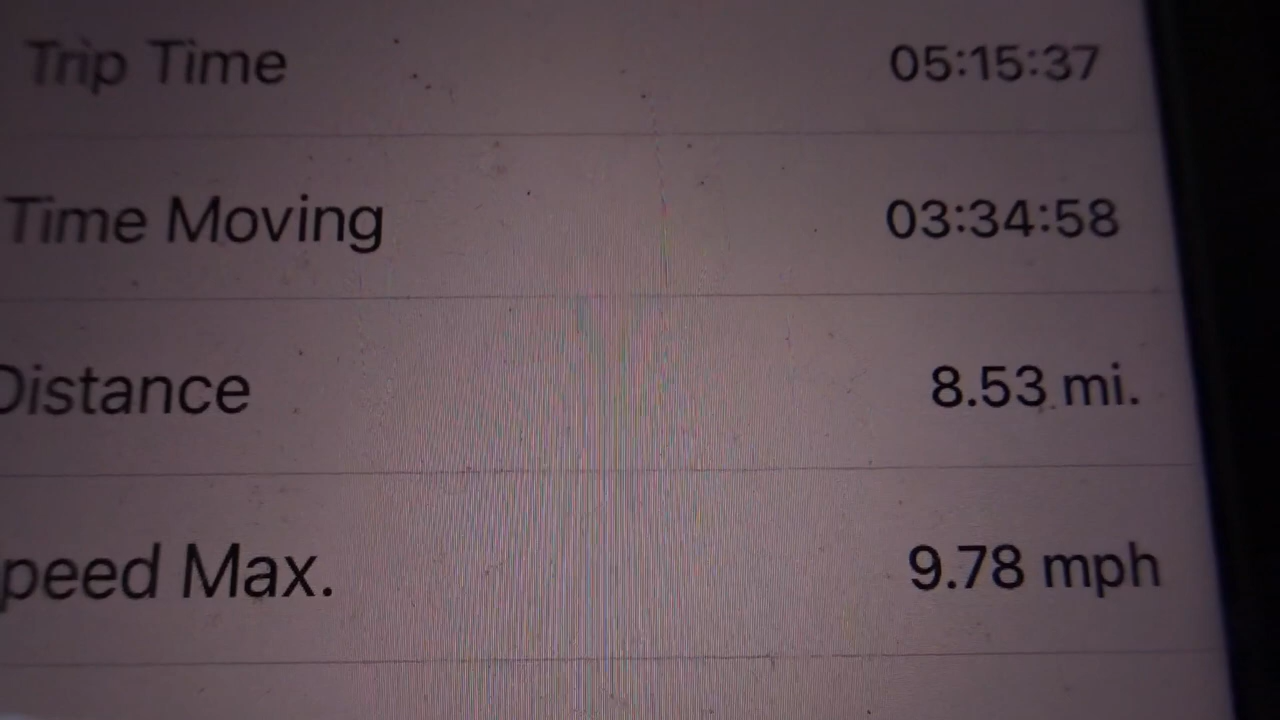 Trip Time 05:15:37
Time Moving 03:34:58
Distance 8.53 mi.
peed Max. 9.78 mph